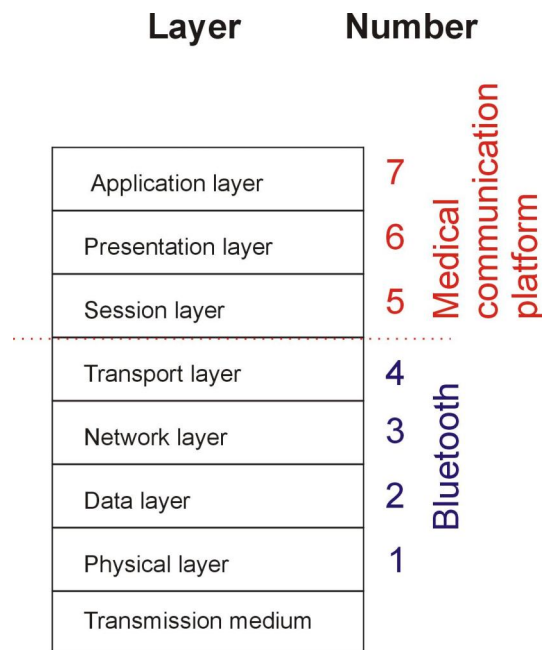 Layer Number
Application layer 7
Presentation layer 6
Session layer 5
Medical
communication
platform
Transport layer 4
Network layer 3
Data layer 2
Physical layer 1
Bluetooth
Transmission medium